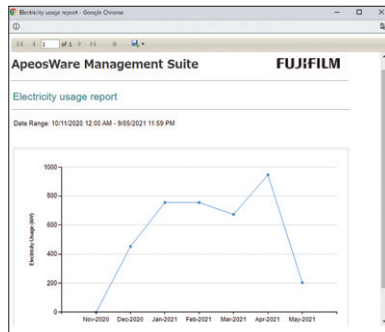 Electricity usage report - Google Chrome
1 of 1
ApeosWare Management Suite
FUJIFILM
Electricity usage report
Date Range: 10/11/2020 12:00 AM - 9/05/2021 11:59 PM
1000
800
600
400
200
0
Electricity Usage (kW)
Nov-2020 Dec-2020 Jan-2021 Feb-2021 Mar-2021 Apr-2021 May-2021